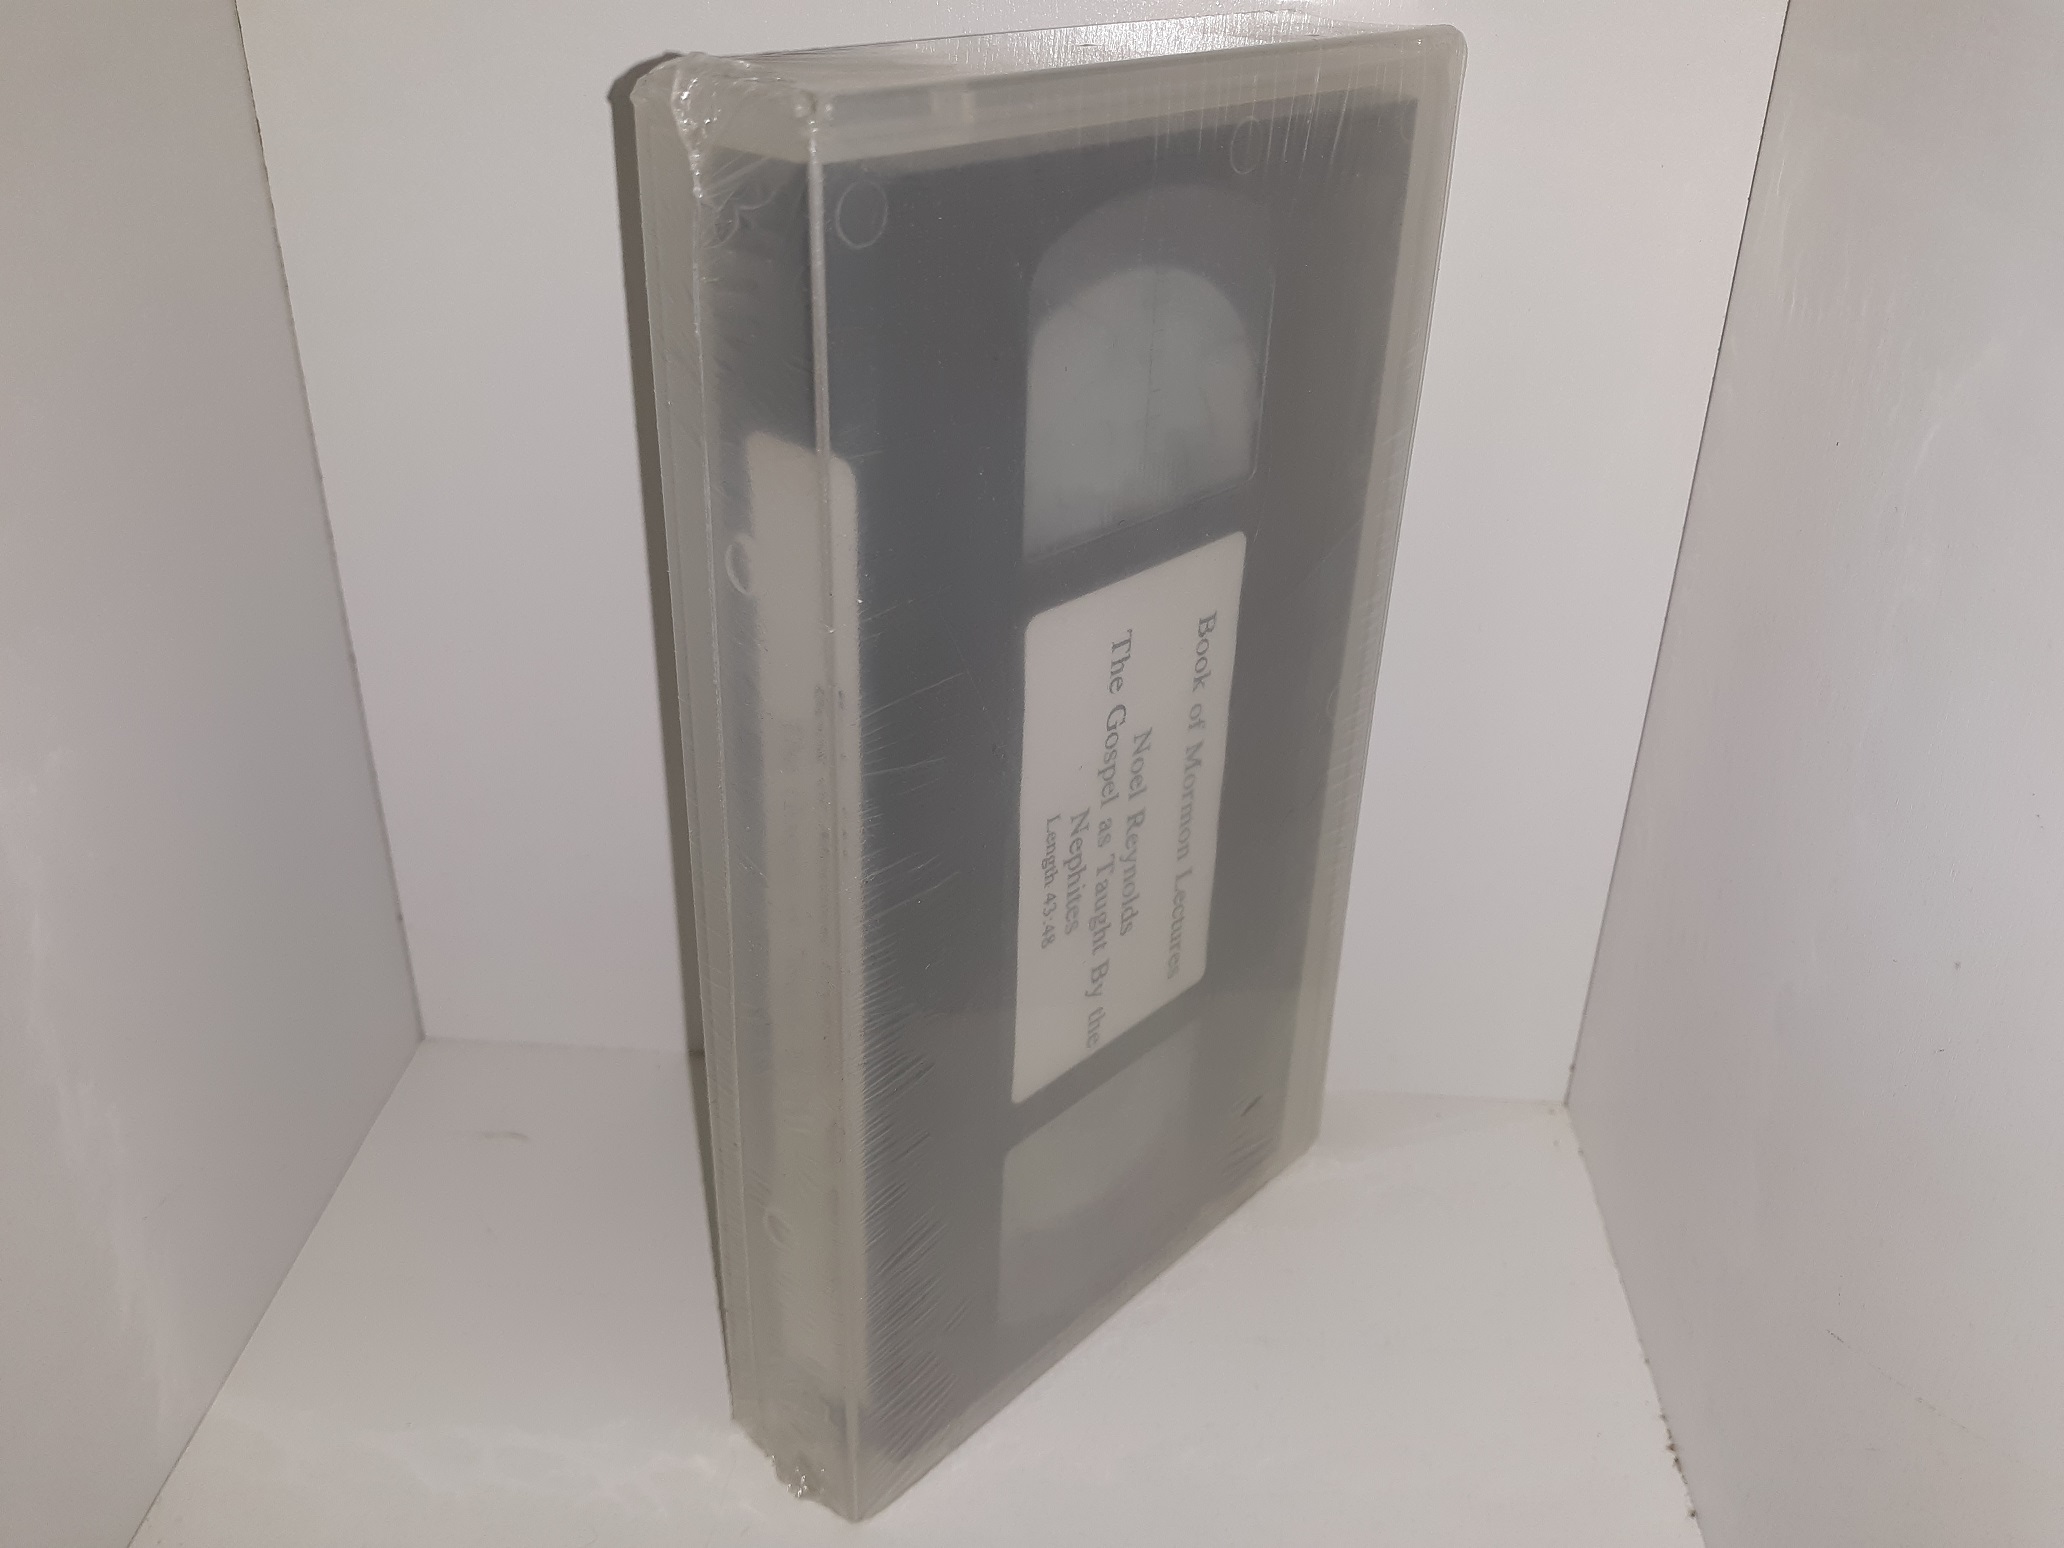 Book of Mormon Lectures
Noel Reynolds
The Gospel as Taught By the
Nephites
Length 43:48